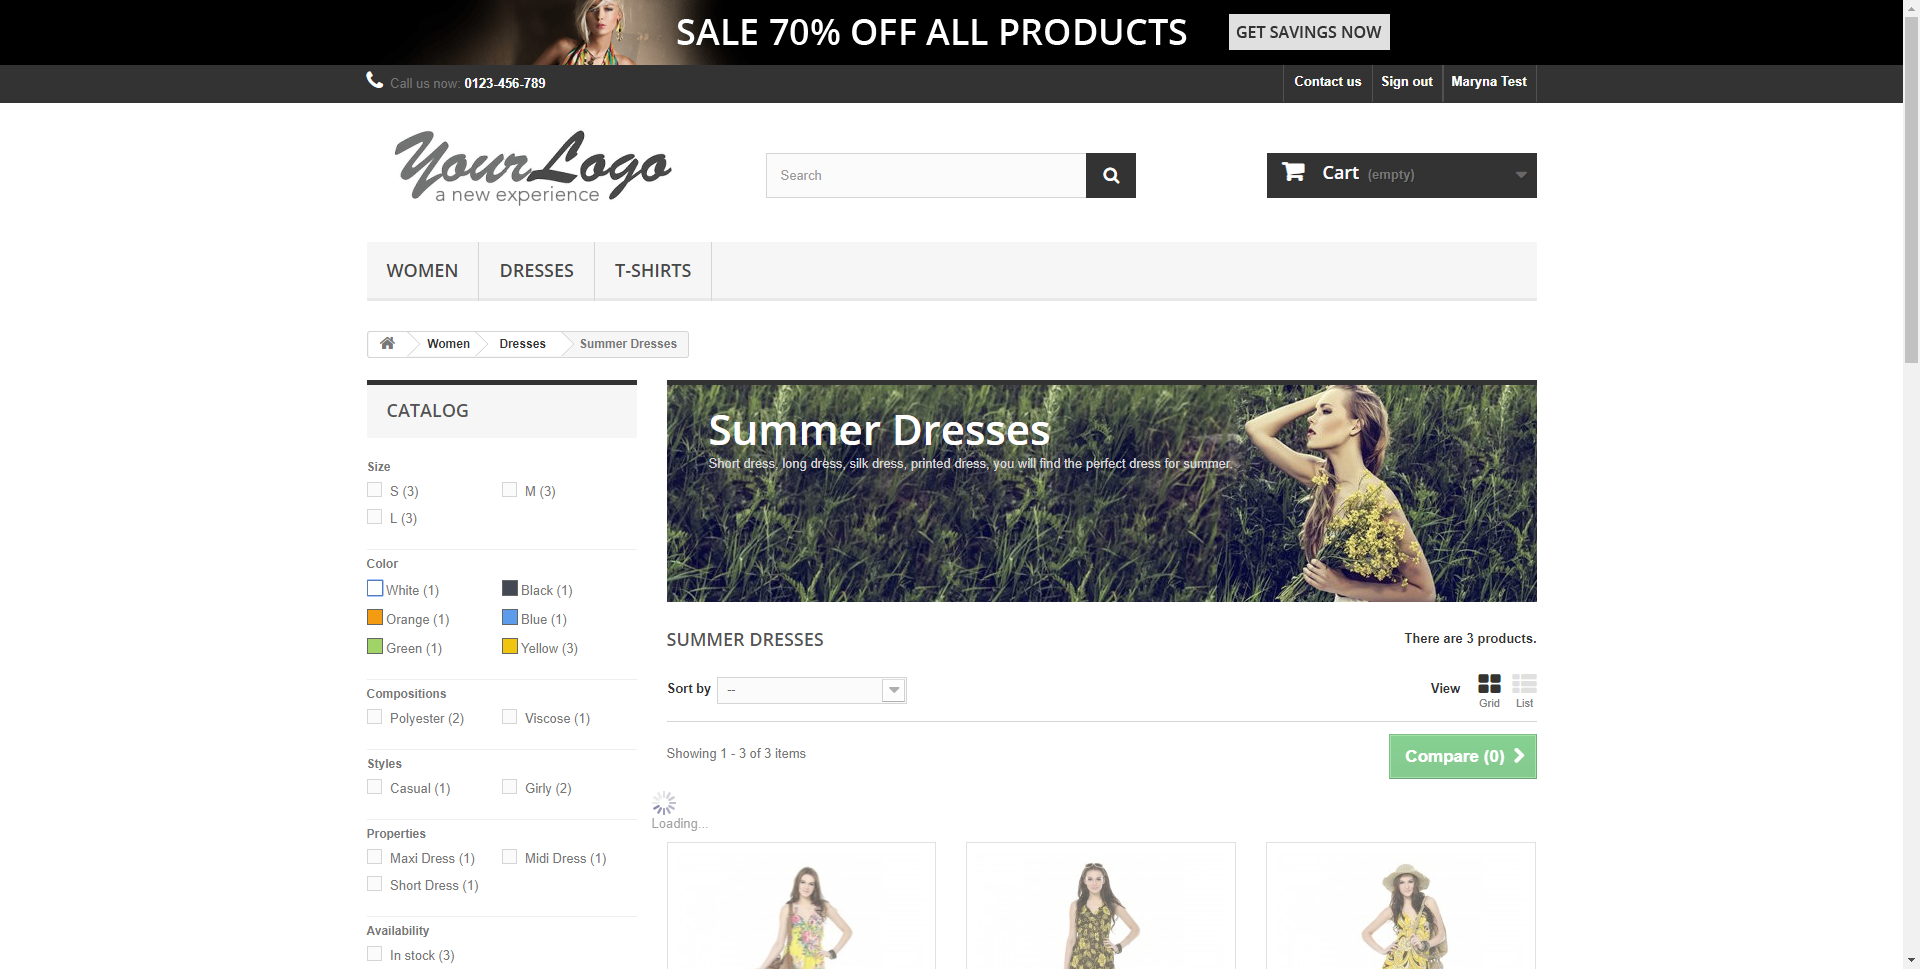 SALE 70% OFF ALL PRODUCTS
GET SAVINGS NOW
Call us now: 0123-456-789
Contact us
Sign out
Maryna Test
YourLogo
a new experience
Search
Cart (empty)
WOMEN
DRESSES
T-SHIRTS
Women
Dresses
Summer Dresses
CATALOG
Size
S (3)
M (3)
L (3)
Color
White (1)
Black (1)
Orange (1)
Blue (1)
Green (1)
Yellow (3)
Compositions
Polyester (2)
Viscose (1)
Styles
Casual (1)
Girly (2)
Properties
Maxi Dress (1)
Midi Dress (1)
Short Dress (1)
Availability
In stock (3)
Summer Dresses
Short dress, long dress, silk dress, printed dress, you will find the perfect dress for summer.
SUMMER DRESSES
There are 3 products.
Sort by
--
View
Grid
List
Showing 1 - 3 of 3 items
Compare (0)
Loading...